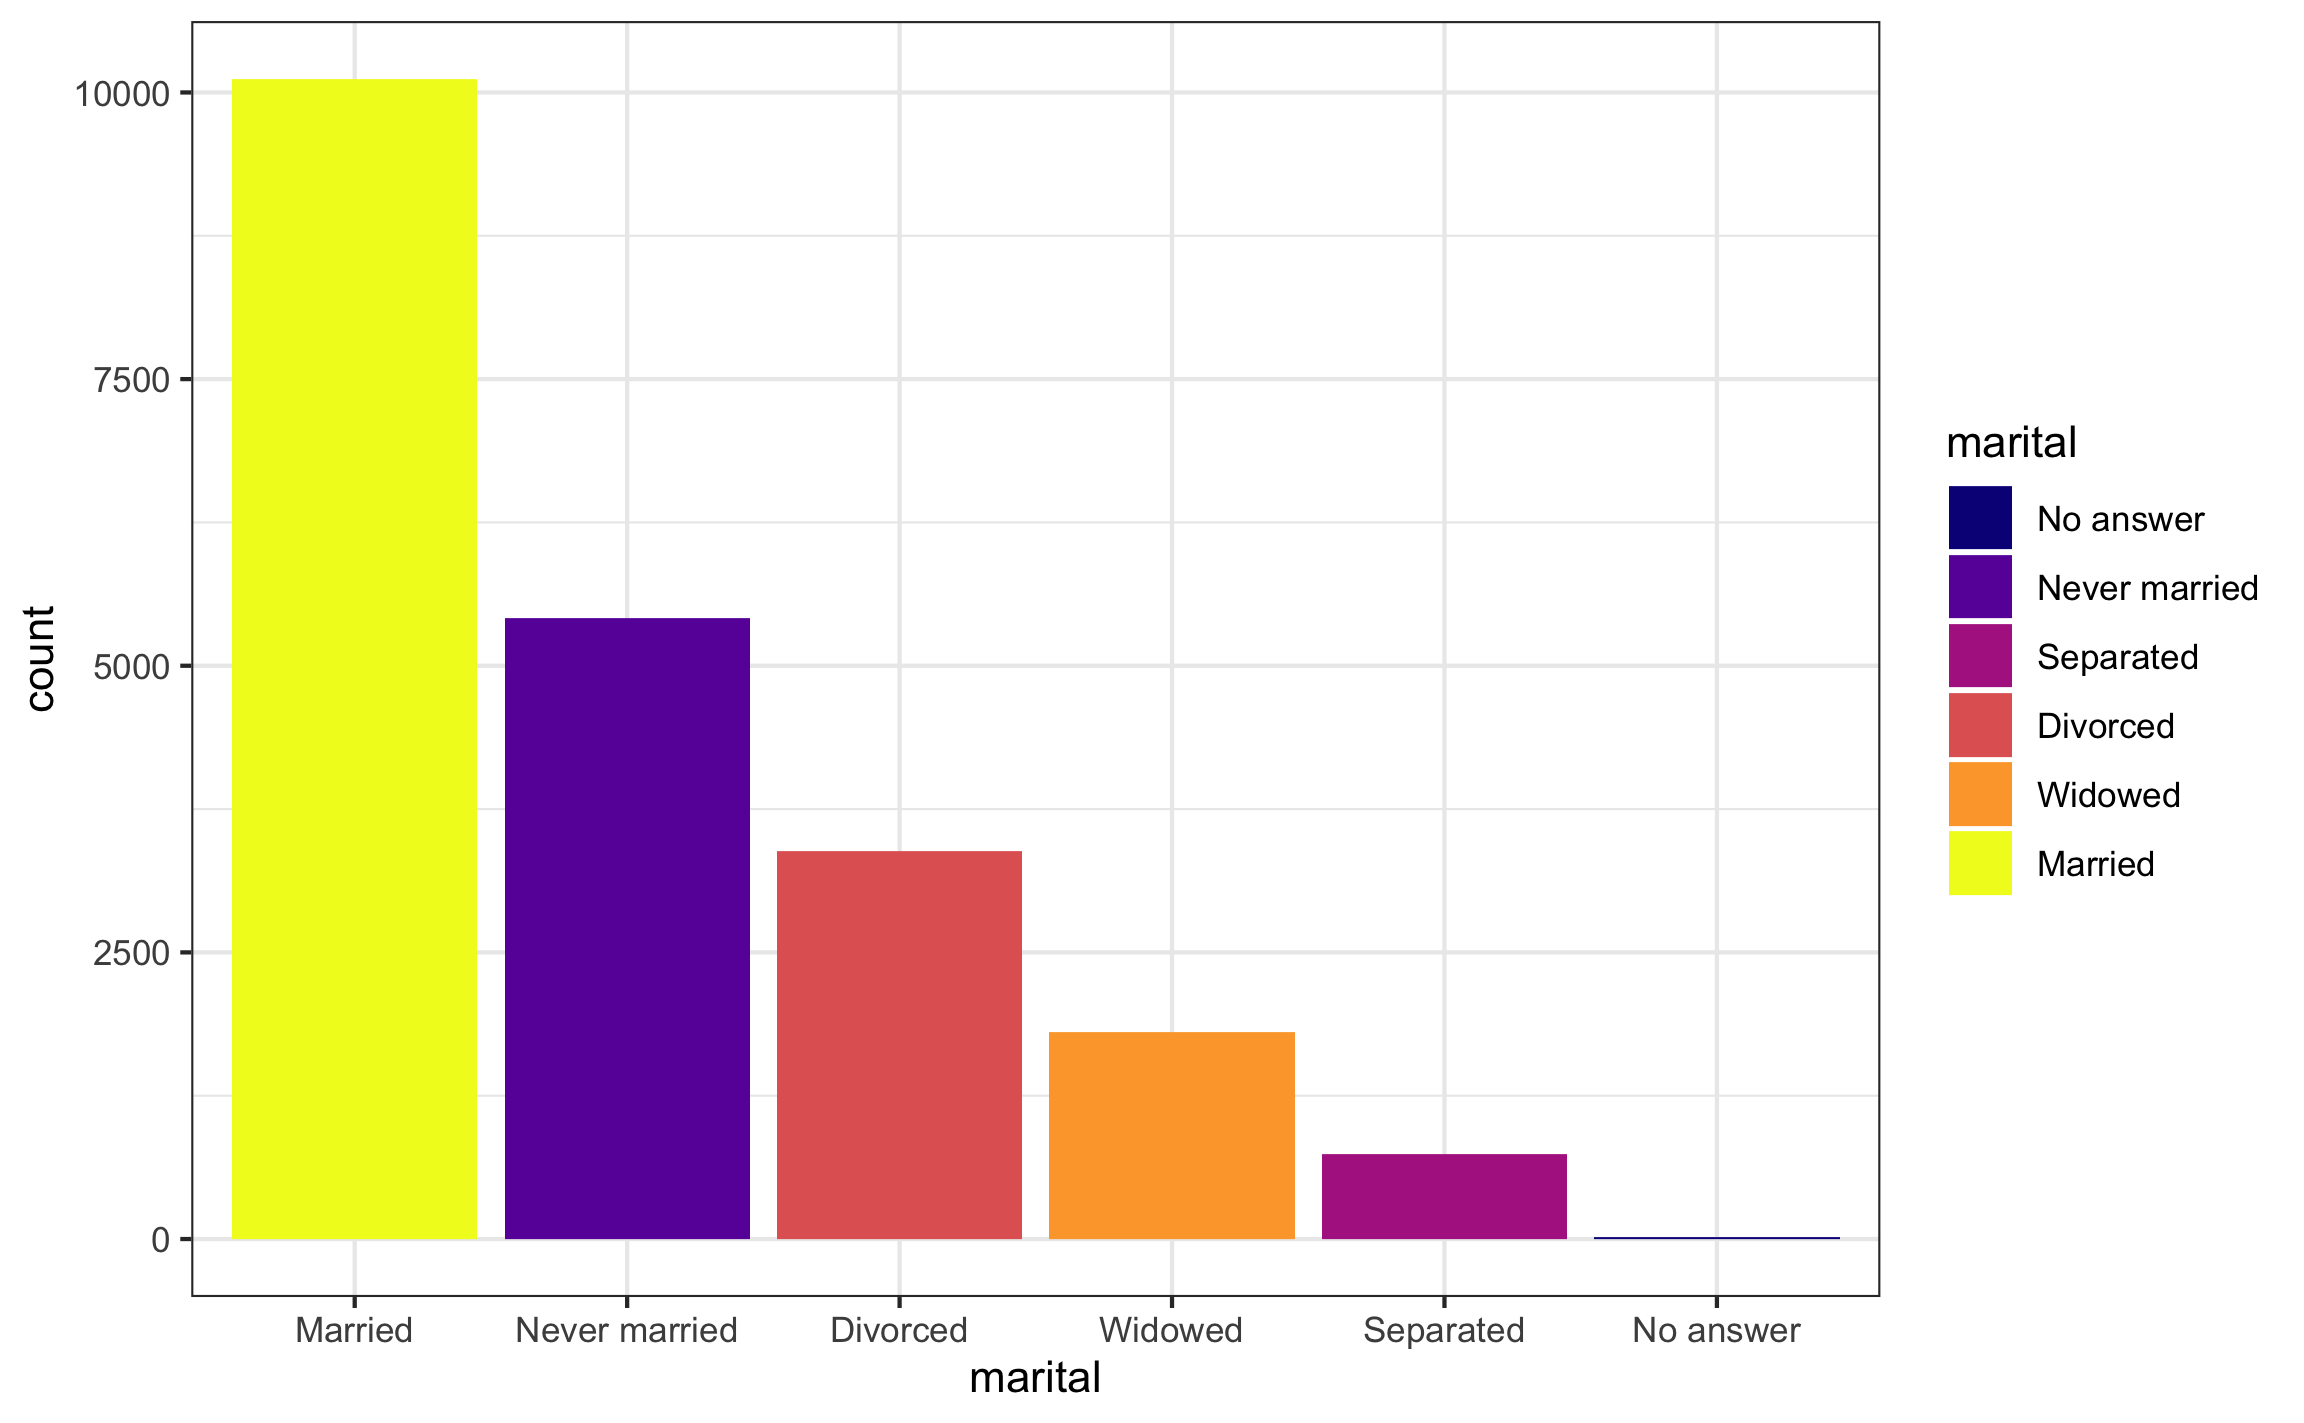 10000
7500
5000
2500
0
count
Married Never married Divorced Widowed Separated No answer
marital
marital
No answer
Never married
Separated
Divorced
Widowed
Married